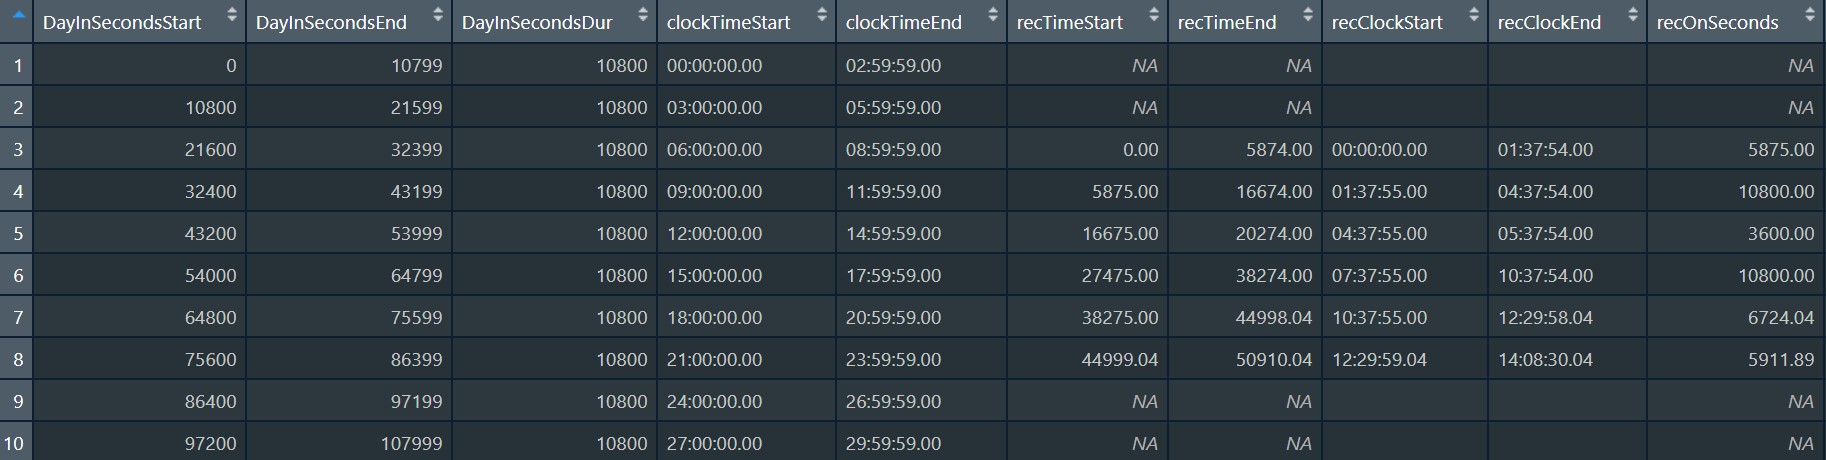 DayInSecondsStart DayInSecondsEnd DayInSecondsDur clockTimeStart clockTimeEnd recTimeStart recTimeEnd recClockStart recClockEnd recOnSeconds
1 0 10799 10800 00:00:00.00 02:59:59.00 NA NA NA
2 10800 21599 10800 03:00:00.00 05:59:59.00 NA NA NA
3 21600 32399 10800 06:00:00.00 08:59:59.00 0.00 5874.00 00:00:00.00 01:37:54.00 5875.00
4 32400 43199 10800 09:00:00.00 11:59:59.00 5875.00 16674.00 01:37:55.00 04:37:54.00 10800.00
5 43200 53999 10800 12:00:00.00 14:59:59.00 16675.00 20274.00 04:37:55.00 05:37:54.00 3600.00
6 54000 64799 10800 15:00:00.00 17:59:59.00 27475.00 38274.00 07:37:55.00 10:37:54.00 10800.00
7 64800 75599 10800 18:00:00.00 20:59:59.00 38275.00 44998.04 10:37:55.00 12:29:58.04 6724.04
8 75600 86399 10800 21:00:00.00 23:59:59.00 44999.04 50910.04 12:29:59.04 14:08:30.04 5911.89
9 86400 97199 10800 24:00:00.00 26:59:59.00 NA NA NA
10 97200 107999 10800 27:00:00.00 29:59:59.00 NA NA NA